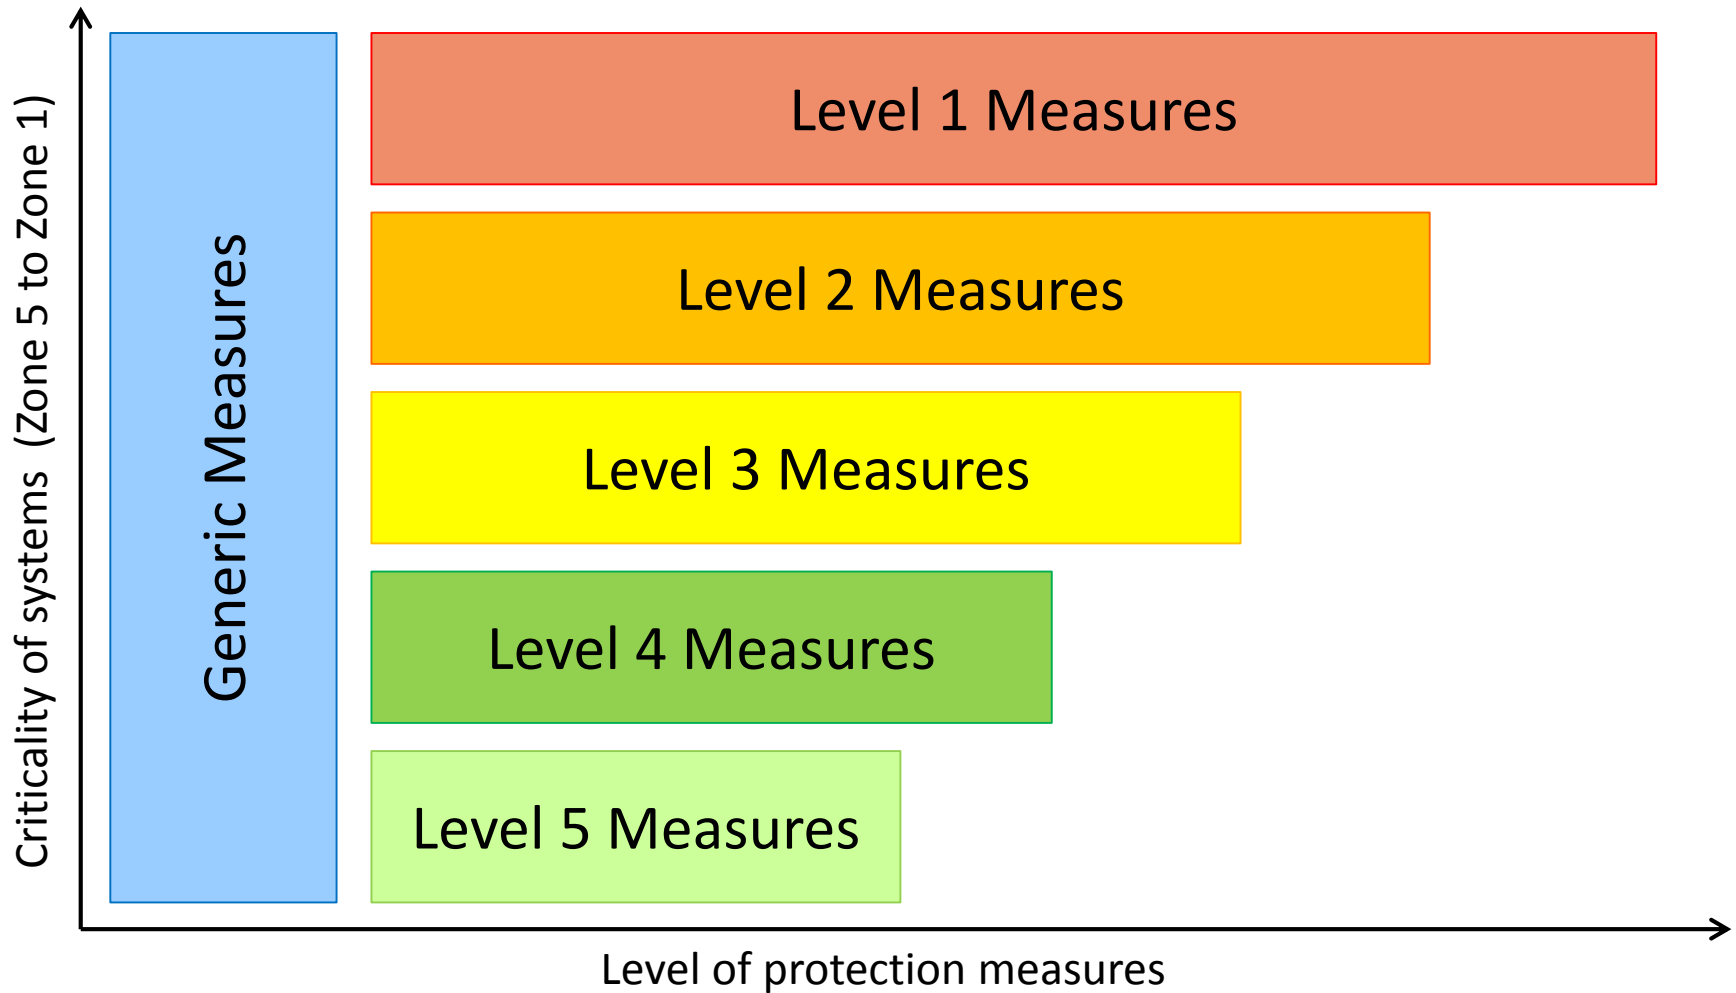 Criticality of systems  (Zone 5 to Zone 1)
Generic Measures
Level 1 Measures
Level 2 Measures
Level 3 Measures
Level 4 Measures
Level 5 Measures
Level of protection measures